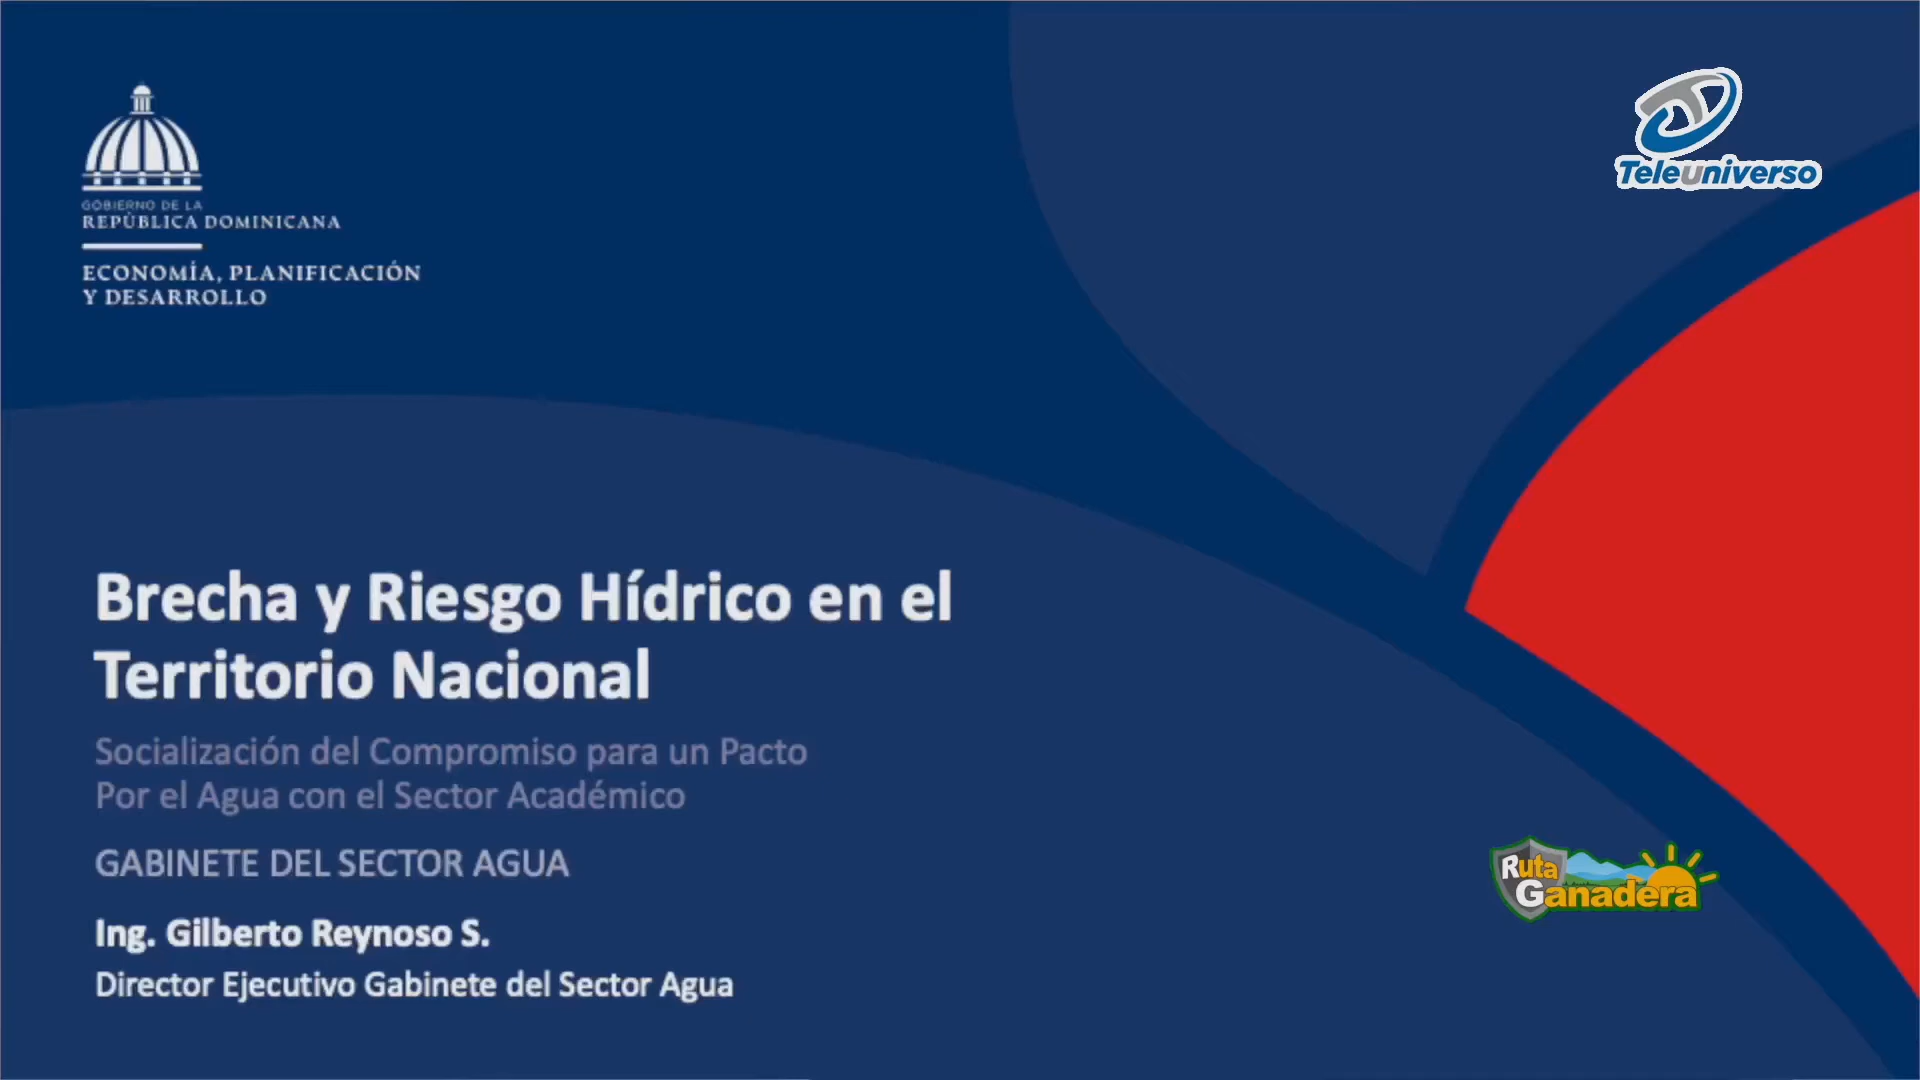 GOBIERNO DE LA
REPÚBLICA DOMINICANA
ECONOMÍA, PLANIFICACIÓN
Y DESARROLLO
Teleuniverso
Brecha y Riesgo Hídrico en el
Territorio Nacional
Socialización del Compromiso para un Pacto
Por el Agua con el Sector Académico
GABINETE DEL SECTOR AGUA
Ruta
Ganadera
Ing. Gilberto Reynoso S.
Director Ejecutivo Gabinete del Sector Agua